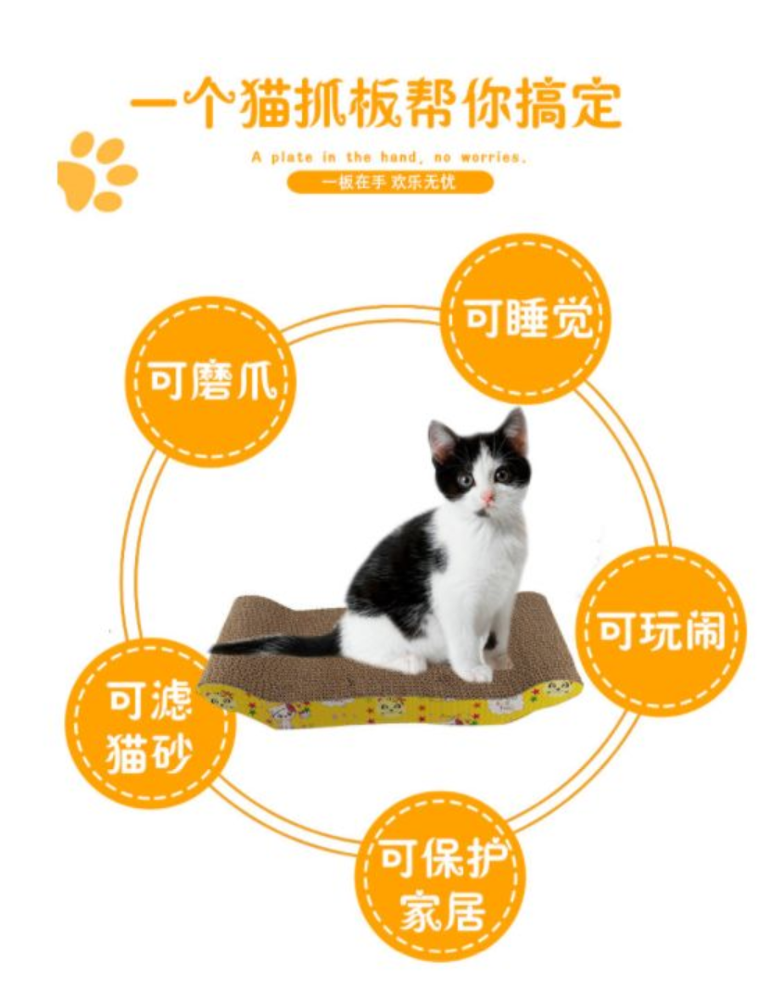 一个猫抓板帮你搞定
A plate in the hand, no worries.
一板在手 欢乐无忧
可睡觉
可磨爪
可玩闹
可滤
猫砂
可保护
家居